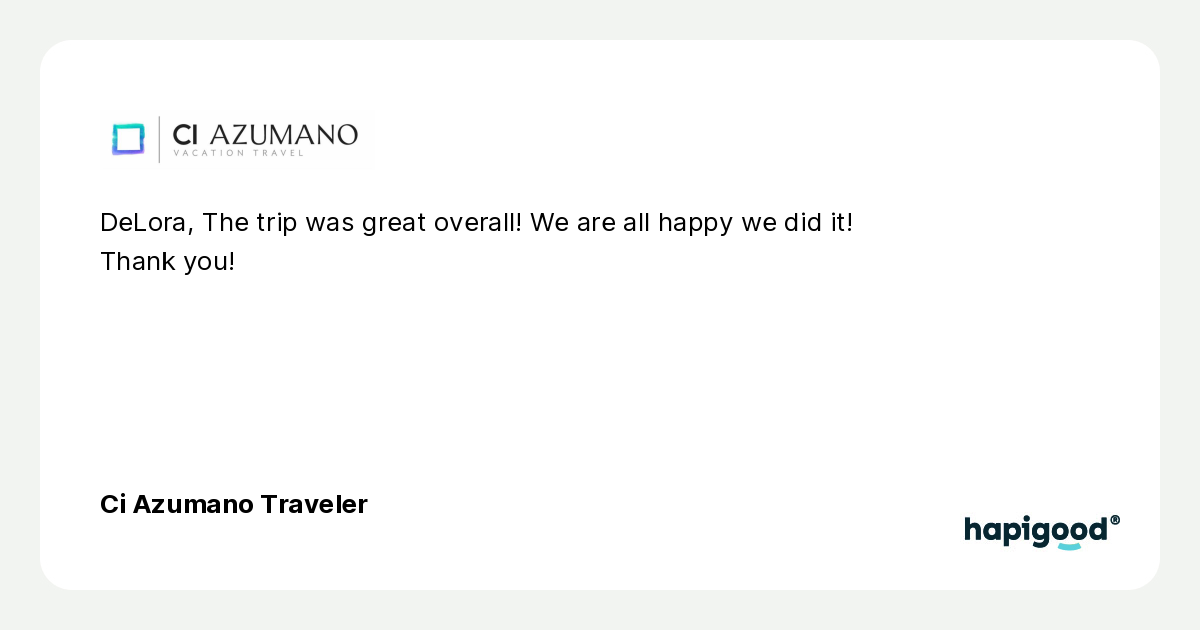 CI AZUMANO
VACATION TRAVEL
DeLora, The trip was great overall! We are all happy we did it!
Thank you!
Ci Azumano Traveler
hapigood®